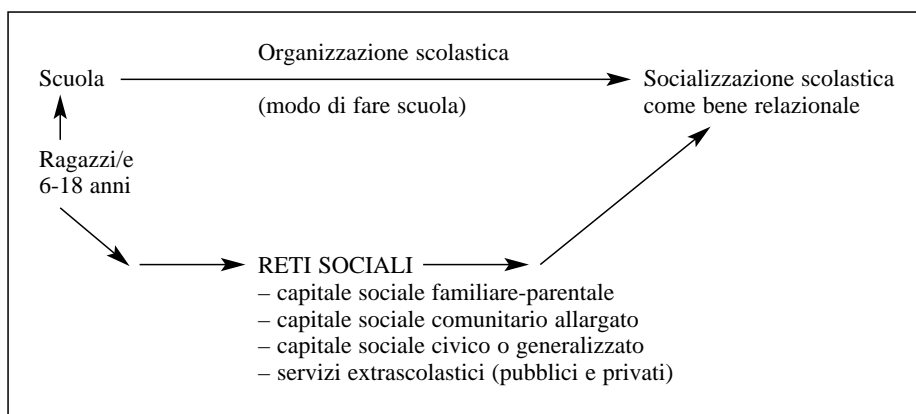 Organizzazione scolastica
Scuola
(modo di fare scuola)
Socializzazione scolastica
come bene relazionale
Ragazzi/e
6-18 anni
RETI SOCIALI
– capitale sociale familiare-parentale
– capitale sociale comunitario allargato
– capitale sociale civico o generalizzato
– servizi extrascolastici (pubblici e privati)